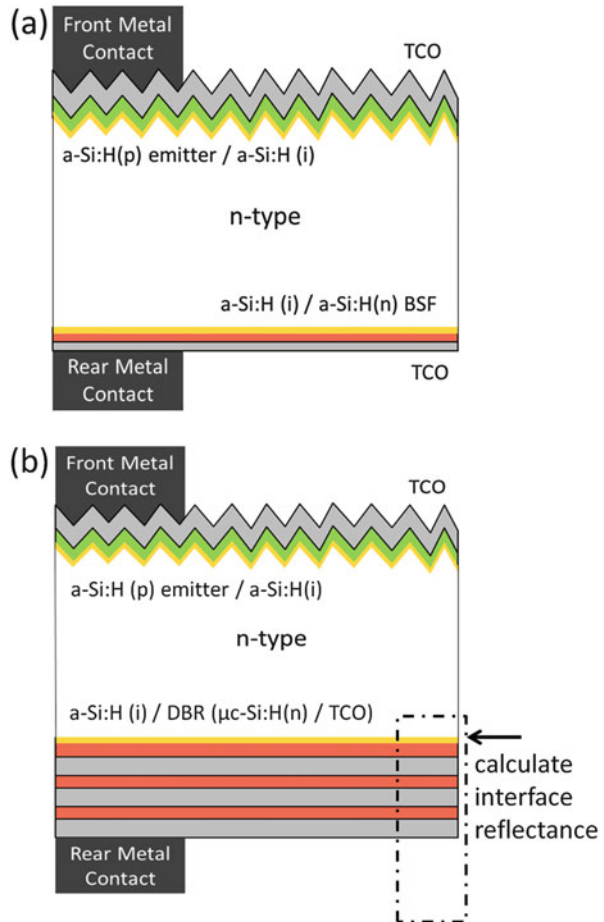 (a)
Front Metal
Contact
TCO
a-Si:H(p) emitter / a-Si:H (i)
n-type
a-Si:H (i) / a-Si:H(n) BSF
Rear Metal
Contact
TCO
(b)
Front Metal
Contact
TCO
a-Si:H (p) emitter / a-Si:H(i)
n-type
a-Si:H (i) / DBR (μc-Si:H(n) / TCO)
calculate
interface
reflectance
Rear Metal
Contact